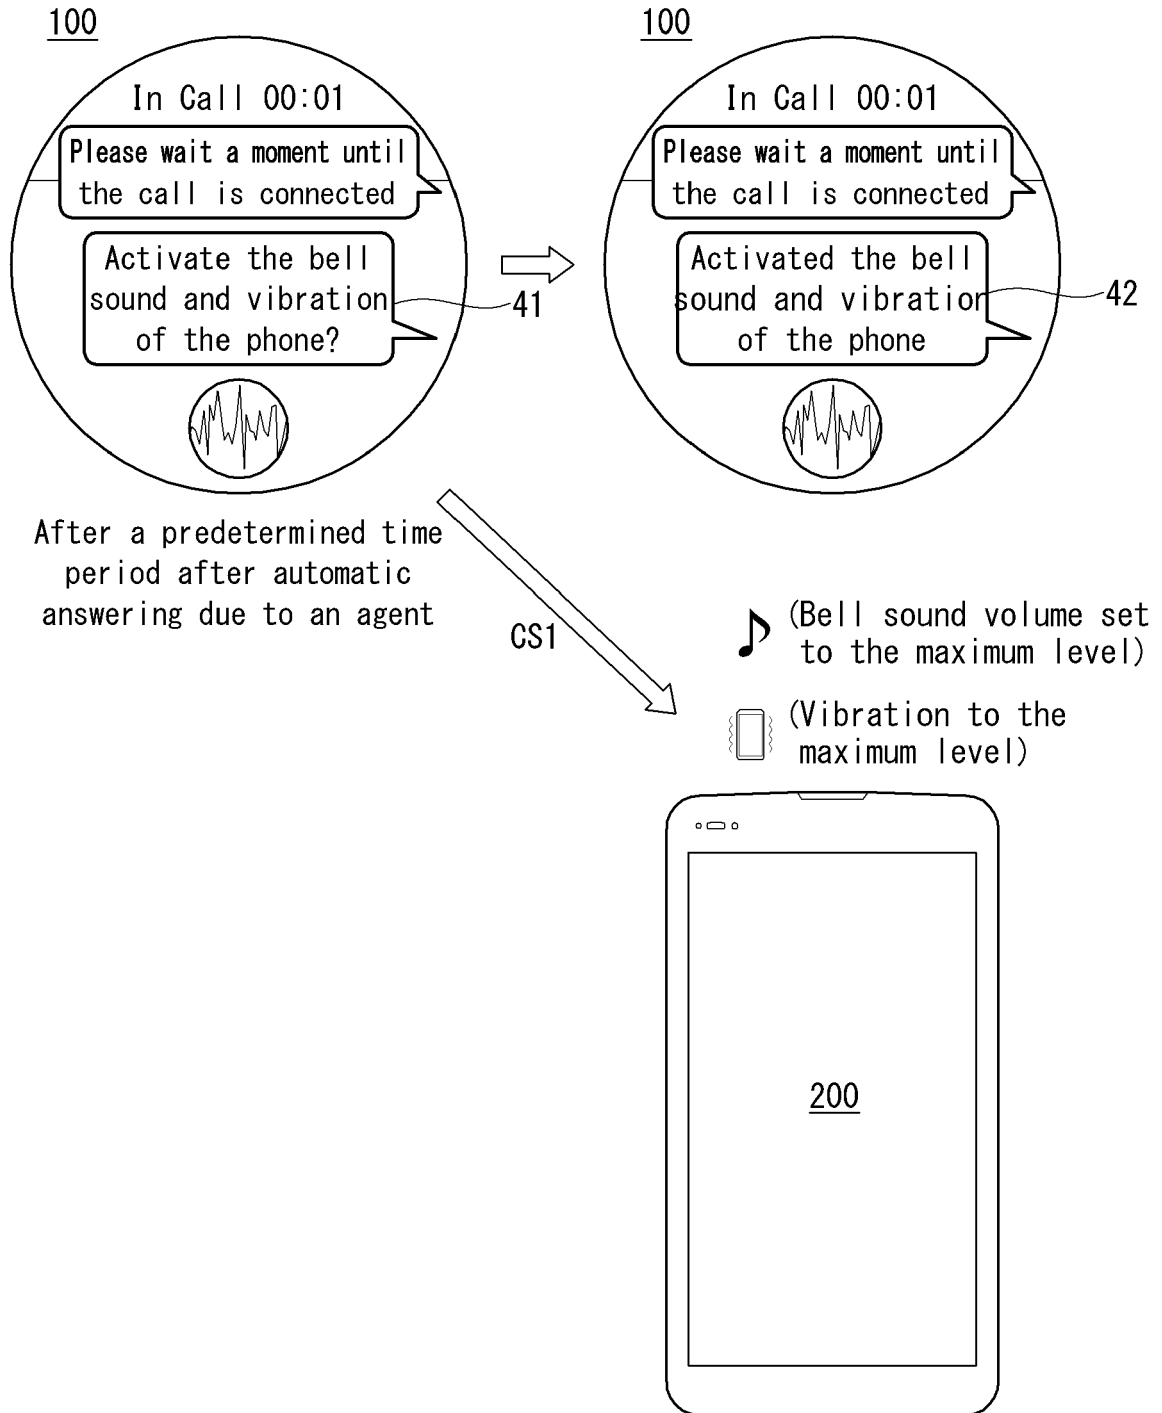 100
In Call 00:01
Please wait a moment until
the call is connected
Activate the bell
sound and vibration
of the phone?
41
After a predetermined time
period after automatic
answering due to an agent
100
In Call 00:01
Please wait a moment until
the call is connected
Activated the bell
sound and vibration
of the phone
42
CS1
(Bell sound volume set
to the maximum level)
(Vibration to the
maximum level)
200